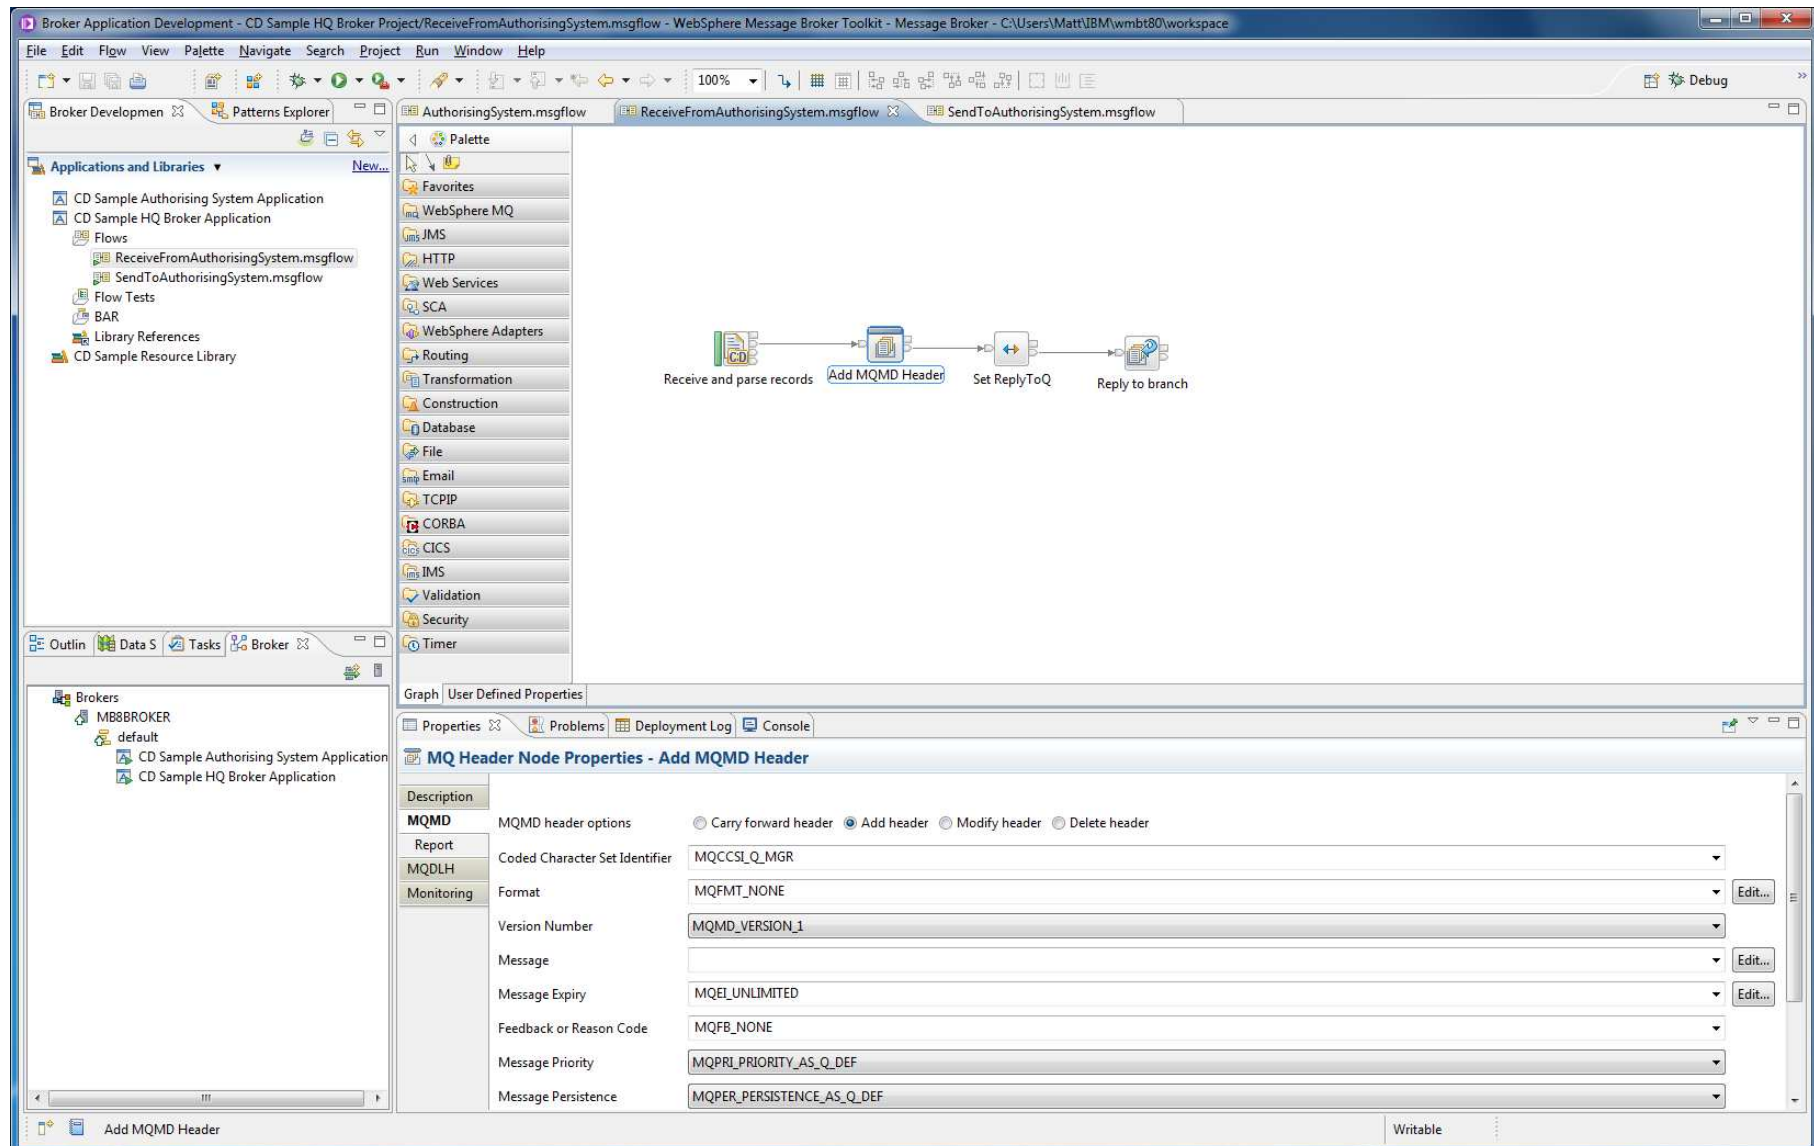 Broker Application Development - CD Sample HQ Broker Project/ReceiveFromAuthorisingSystem.msgflow - WebSphere Message Broker Toolkit - Message Broker - C:\Users\Matt\IBM\wmbt80\workspace
File Edit Flow View Palette Navigate Search Project Run Window Help
100% Debug
Broker Developmen Patterns Explorer
Applications and Libraries New...
CD Sample Authorising System Application
CD Sample HQ Broker Application
Flows
ReceiveFromAuthorisingSystem.msgflow
SendToAuthorisingSystem.msgflow
Flow Tests
BAR
Library References
CD Sample Resource Library
AuthorisingSystem.msgflow ReceiveFromAuthorisingSystem.msgflow SendToAuthorisingSystem.msgflow
Palette
Favorites
WebSphere MQ
JMS
HTTP
Web Services
SCA
WebSphere Adapters
Routing
Transformation
Construction
Database
File
Email
TCPIP
CORBA
CICS
IMS
Validation
Security
Timer
C:D
Receive and parse records Add MQMD Header Set ReplyToQ Reply to branch
Graph User Defined Properties
Outlin Data S Tasks Broker
Brokers
MB8BROKER
default
CD Sample Authorising System Application
CD Sample HQ Broker Application
Properties Problems Deployment Log Console
MQ Header Node Properties - Add MQMD Header
Description
MQMD
Report
MQDLH
Monitoring
MQMD header options Carry forward header Add header Modify header Delete header
Coded Character Set Identifier MQCCSI_Q_MGR
Format MQFMT_NONE Edit...
Version Number MQMD_VERSION_1
Message Edit...
Message Expiry MQEI_UNLIMITED Edit...
Feedback or Reason Code MQFB_NONE
Message Priority MQPRI_PRIORITY_AS_Q_DEF
Message Persistence MQPER_PERSISTENCE_AS_Q_DEF
Add MQMD Header Writable